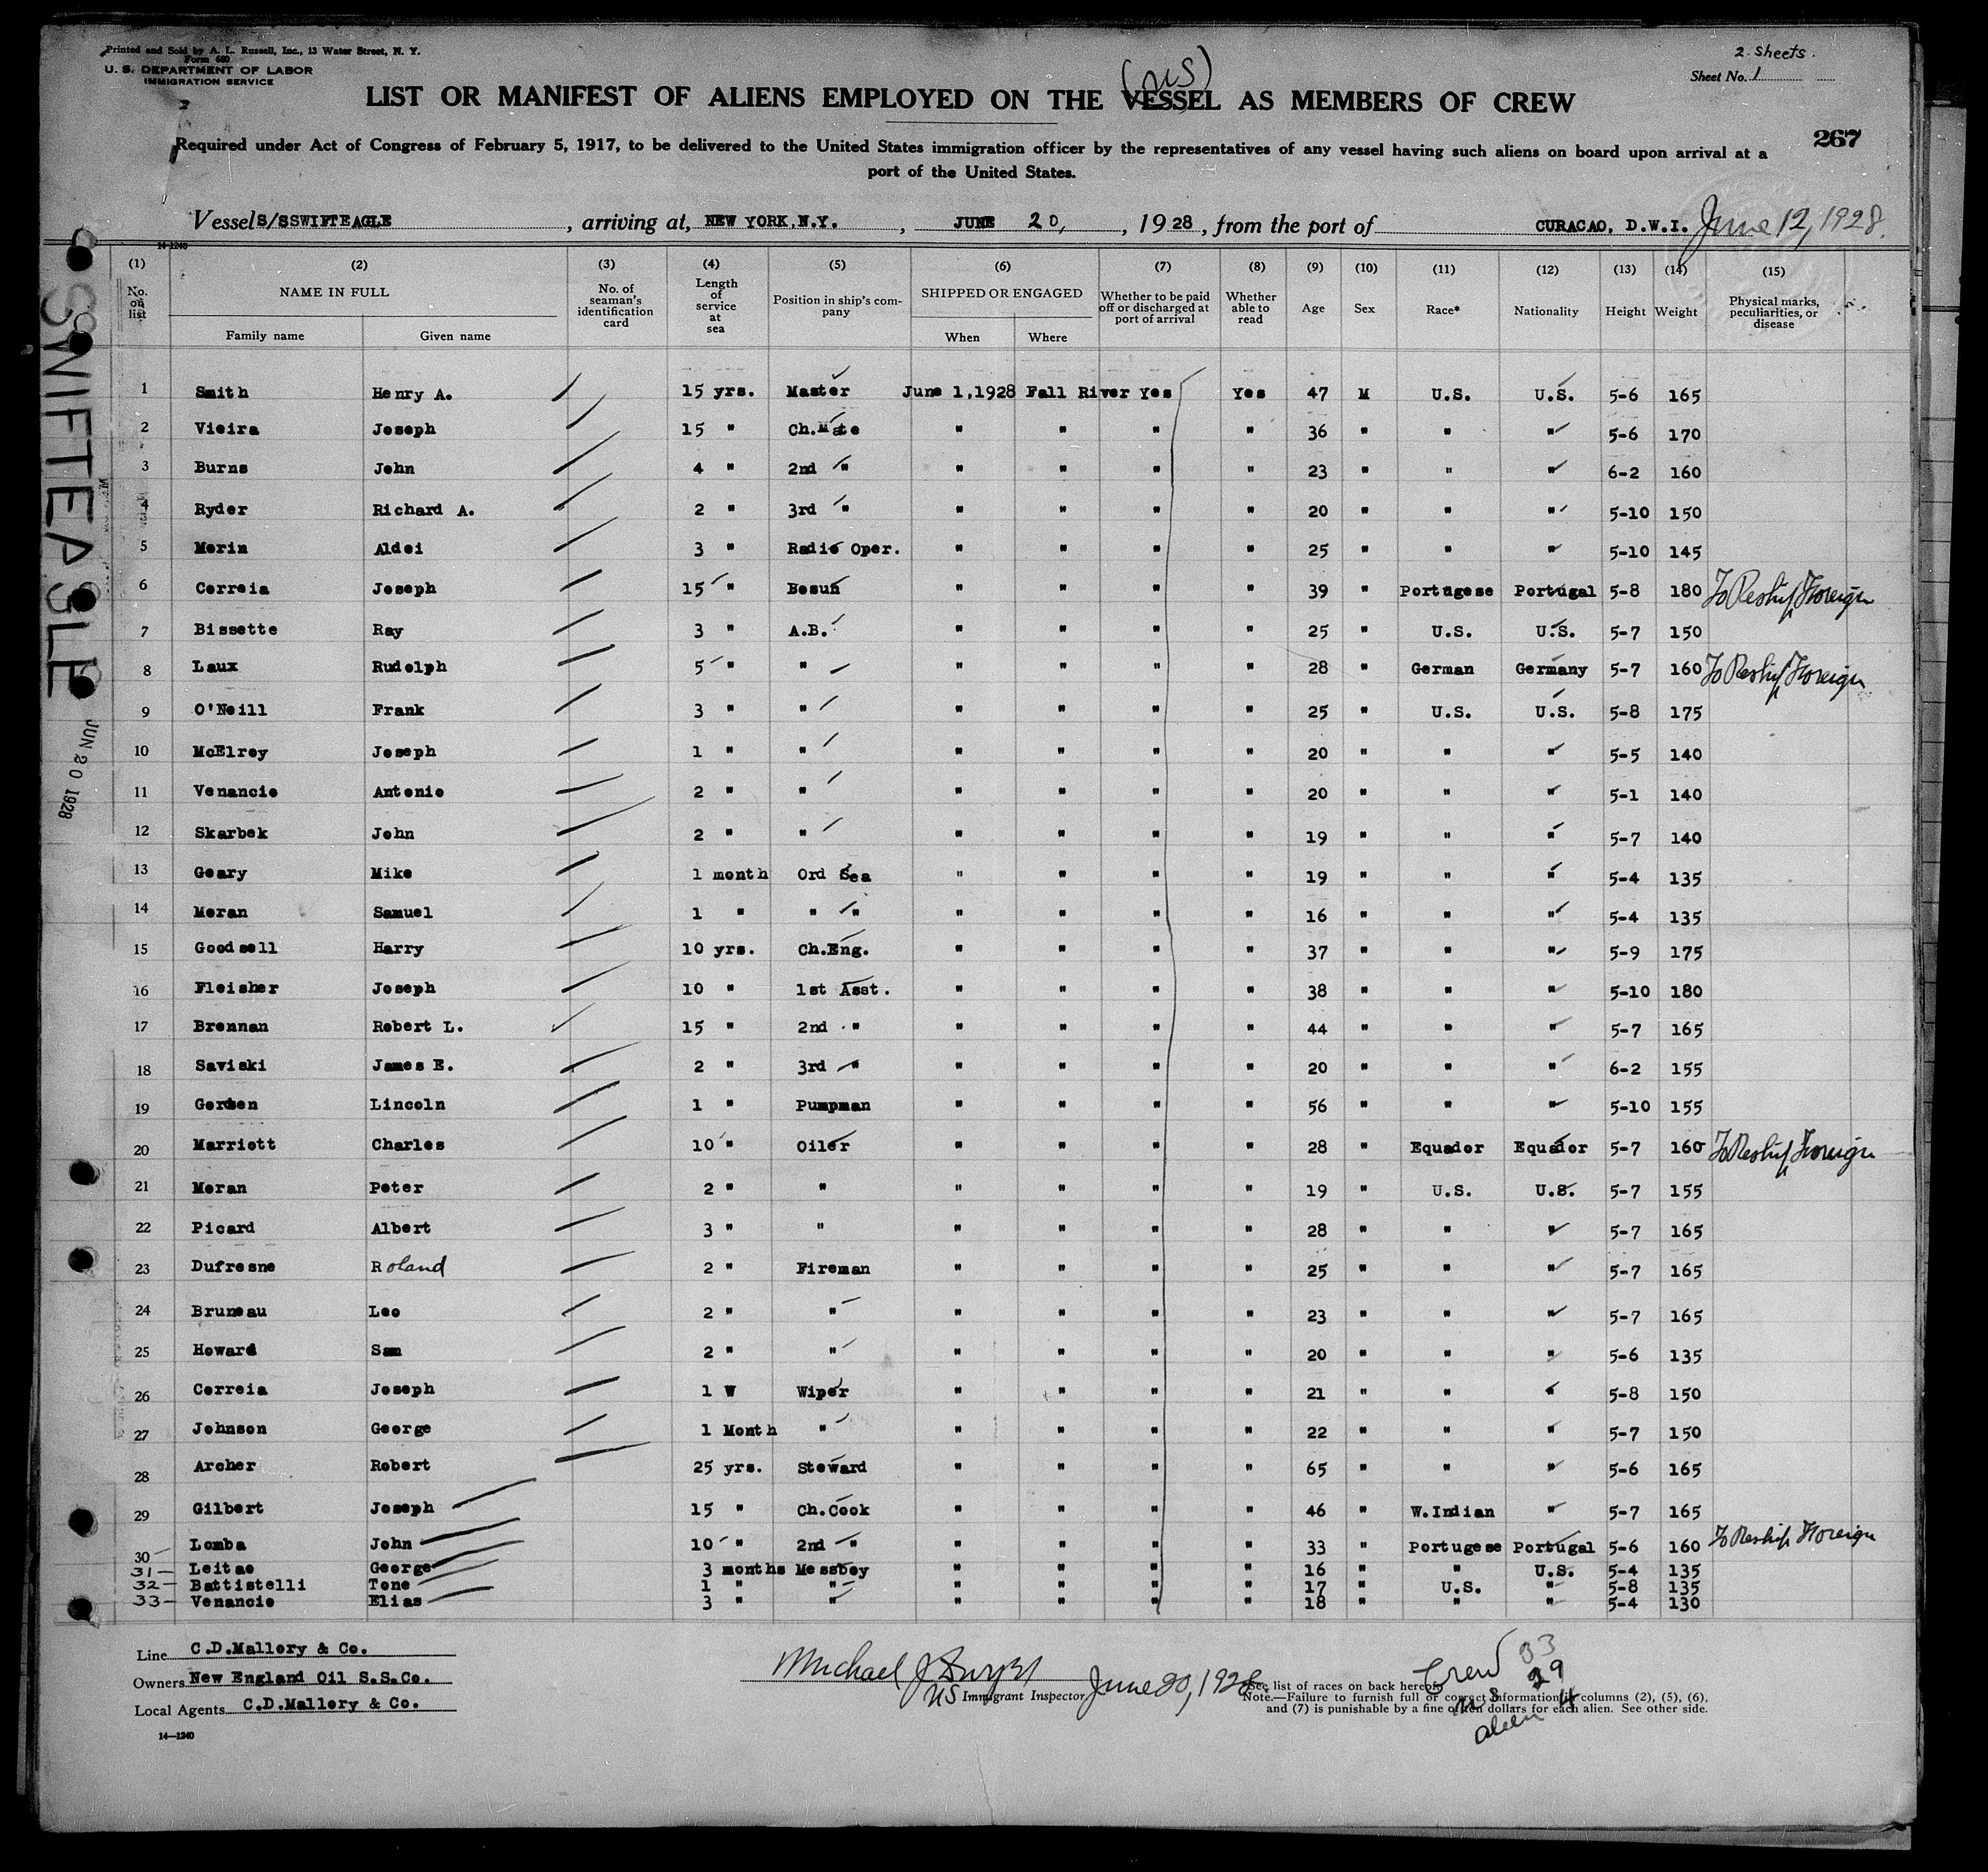 Printed and Sold by A. L. Russell, Inc., 13 Water Street, N. Y.
Form 680
U. S. DEPARTMENT OF LABOR
IMMIGRATION SERVICE
2 Sheets.
Sheet No. 1
(US)
LIST OR MANIFEST OF ALIENS EMPLOYED ON THE VESSEL AS MEMBERS OF CREW
267
Required under Act of Congress of February 5, 1917, to be delivered to the United States immigration officer by the representatives of any vessel having such aliens on board upon arrival at a
port of the United States.
Vessel S/SSWIFTEAGLE, arriving at, NEW YORK,N.Y., JUNE 20, 1928, from the port of CURACAO, D.W.I. June 12, 1928.
14-1240
(1) (2) (3) (4) (5) (6) (7) (8) (9) (10) (11) (12) (13) (14) (15)
No. on list NAME IN FULL Family name Given name No. of seaman's identification card Length of service at sea Position in ship's company SHIPPED OR ENGAGED When Where Whether to be paid off or discharged at port of arrival Whether able to read Age Sex Race* Nationality Height Weight Physical marks, peculiarities, or disease
1 Smith Henry A. 15 yrs. Master June 1,1928 Fall River Yes Yes 47 M U.S. U.S. 5-6 165
2 Vieira Joseph 15 " Ch.Mate " " " " 36 " " " 5-6 170
3 Burns John 4 " 2nd " " " " " 23 " " " 6-2 160
4 Ryder Richard A. 2 " 3rd " " " " " 20 " " " 5-10 150
5 Morin Aldei 3 " Radio Oper. " " " " 25 " " " 5-10 145
6 Correia Joseph 15 " Bosun " " " " 39 " Portugese Portugal 5-8 180 To Reship Foreign
7 Bissette Ray 3 " A.B. " " " " 25 " U.S. U.S. 5-7 150
8 Laux Rudolph 5 " " " " " " 28 " German Germany 5-7 160 To Reship Foreign
9 O'Neill Frank 3 " " " " " " 25 " U.S. U.S. 5-8 175
10 McElroy Joseph 1 " " " " " " 20 " " " 5-5 140
11 Venancio Antonio 2 " " " " " " 20 " " " 5-1 140
12 Skarbek John 2 " " " " " " 19 " " " 5-7 140
13 Geary Mike 1 month Ord Sea " " " " 19 " " " 5-4 135
14 Moran Samuel 1 " " " " " " " 16 " " " 5-4 135
15 Goodsell Harry 10 yrs. Ch.Eng. " " " " 37 " " " 5-9 175
16 Fleisher Joseph 10 " 1st Asst. " " " " 38 " " " 5-10 180
17 Brennan Robert L. 15 " 2nd " " " " " 44 " " " 5-7 165
18 Saviski James E. 2 " 3rd " " " " " 20 " " " 6-2 155
19 Lincoln 1 " Pumpman " " " " 56 " " " 5-10 155
20 Marriott Charles 10 " Oiler " " " " 28 " Equador Equador 5-7 160 To Reship Foreign
21 Moran Peter 2 " " " " " " 19 " U.S. U.S. 5-7 155
22 Picard Albert 3 " " " " " " 28 " " " 5-7 165
23 Dufresne Roland 2 " Fireman " " " " 25 " " " 5-7 165
24 Bruneau Leo 2 " " " " " " 23 " " " 5-7 165
25 Howard Sam 2 " " " " " " 20 " " " 5-6 135
26 Correia Joseph 1 W Wiper " " " " 21 " " " 5-8 150
27 Johnson George 1 Month " " " " " 22 " " " 5-7 150
28 Archer Robert 25 yrs. Steward " " " " 65 " " " 5-6 165
29 Gilbert Joseph 15 " Ch.Cook " " " " 46 " W.Indian " 5-7 165
30 Lomba John 10 " 2nd " " " " " 33 " Portugese Portugal 5-6 160 To Reship Foreign
31 Leitao George 3 months Messboy " " " " 16 " " U.S. 5-4 135
32 Battistelli Tone 1 " " " " " " 17 " U.S. " 5-8 135
33 Venancio Elias 3 " " " " " " 18 " " " 5-4 130
SWIFTEAGLE
JUN 20 1928
Line C.D.Mallory & Co.
Owners New England Oil S.S.Co.
Local Agents C.D.Mallory & Co.
14-1240
Michael J
US Immigrant Inspector June 20, 1928
Crew 33
US 29
alien 4
See list of races on back hereof.
Note.—Failure to furnish full or correct information in columns (2), (5), (6),
and (7) is punishable by a fine of ten dollars for each alien. See other side.